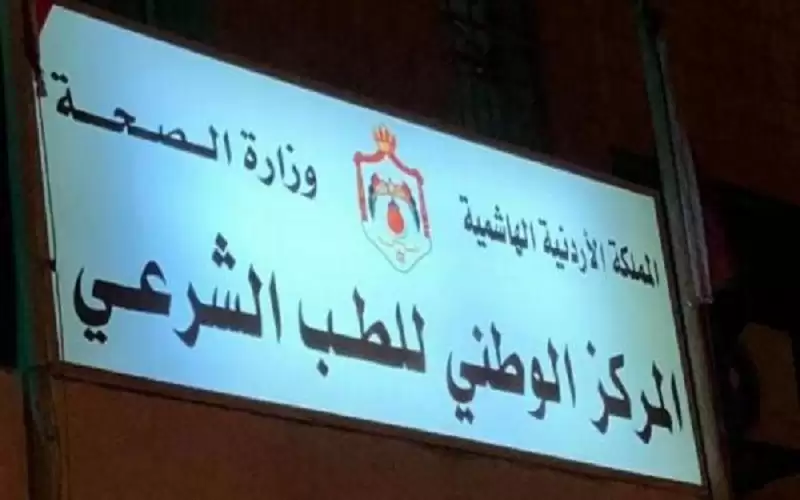 المملكة الأردنية الهاشمية وزارة الصحة
المركز الوطني للطب الشرعي